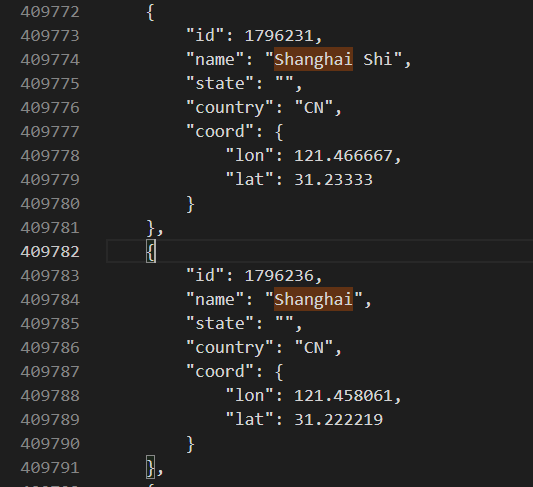 409772 {
409773 "id": 1796231,
409774 "name": "Shanghai Shi",
409775 "state": "",
409776 "country": "CN",
409777 "coord": {
409778 "lon": 121.466667,
409779 "lat": 31.23333
409780 }
409781 },
409782 {
409783 "id": 1796236,
409784 "name": "Shanghai",
409785 "state": "",
409786 "country": "CN",
409787 "coord": {
409788 "lon": 121.458061,
409789 "lat": 31.222219
409790 }
409791 },